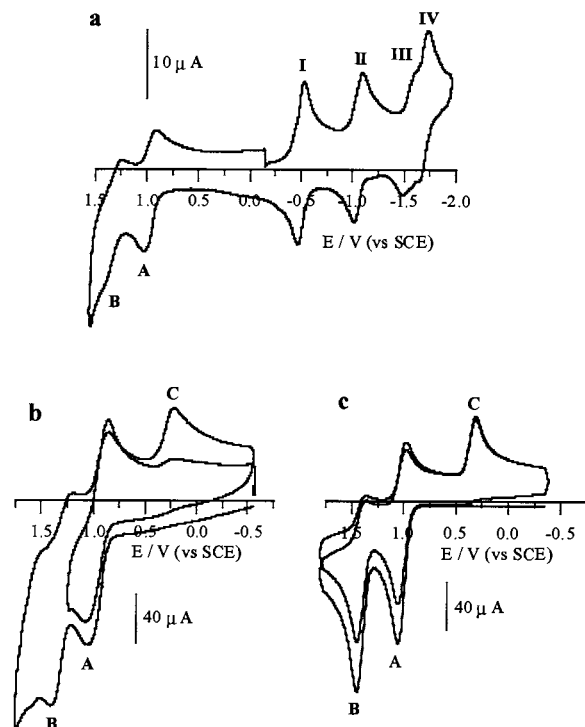 a
10 μ A
I
II
III
IV
1.5 1.0 0.5 0.0 -0.5 -1.0 -1.5 -2.0
E / V (vs SCE)
B
A
b
C
1.5 1.0 0.5 0.0 -0.5
E / V (vs SCE)
40 μ A
A
B
c
C
1.5 1.0 0.5 0.0 -0.5
E / V (vs SCE)
40 μ A
A
B